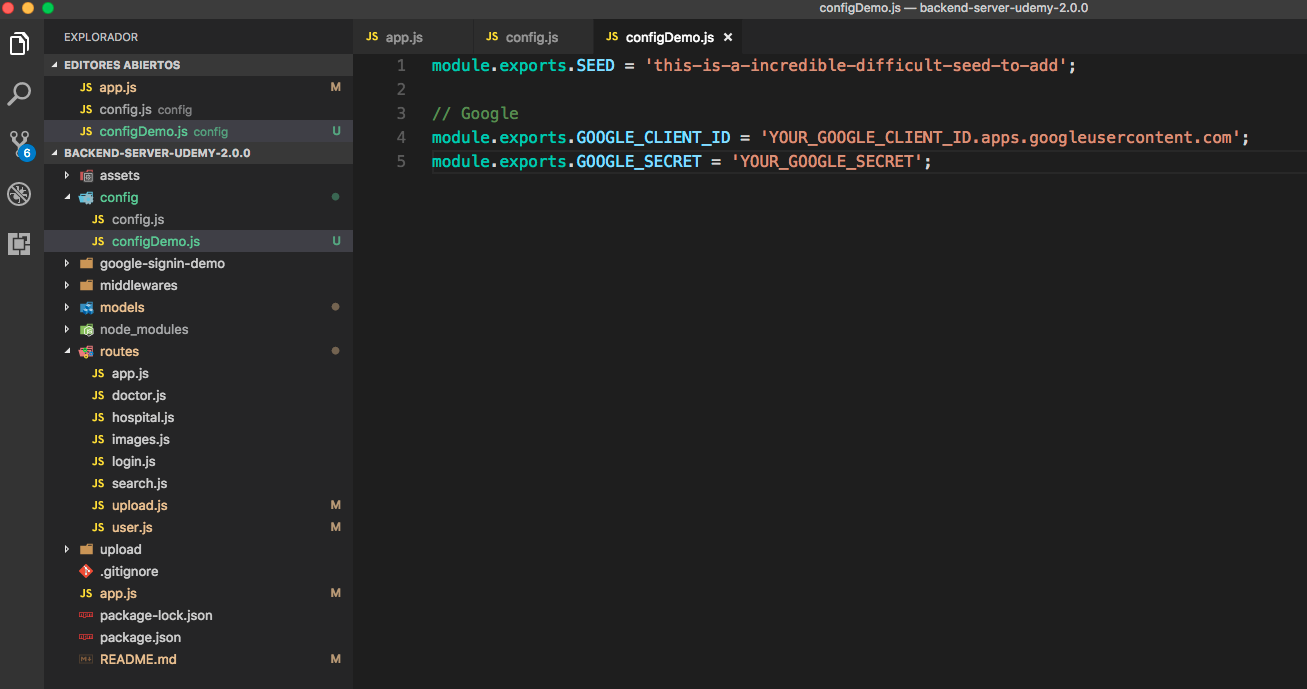 configDemo.js — backend-server-udemy-2.0.0
EXPLORADOR
EDITORES ABIERTOS
JS app.js M
JS config.js config
JS configDemo.js config U
6
BACKEND-SERVER-UDEMY-2.0.0
assets
config
JS config.js
JS configDemo.js U
google-signin-demo
middlewares
models
node_modules
routes
JS app.js
JS doctor.js
JS hospital.js
JS images.js
JS login.js
JS search.js
JS upload.js M
JS user.js M
upload
.gitignore
JS app.js M
package-lock.json
package.json
README.md M
JS app.js JS config.js JS configDemo.js ×
1 module.exports.SEED = 'this-is-a-incredible-difficult-seed-to-add';
2
3 // Google
4 module.exports.GOOGLE_CLIENT_ID = 'YOUR_GOOGLE_CLIENT_ID.apps.googleusercontent.com';
5 module.exports.GOOGLE_SECRET = 'YOUR_GOOGLE_SECRET';